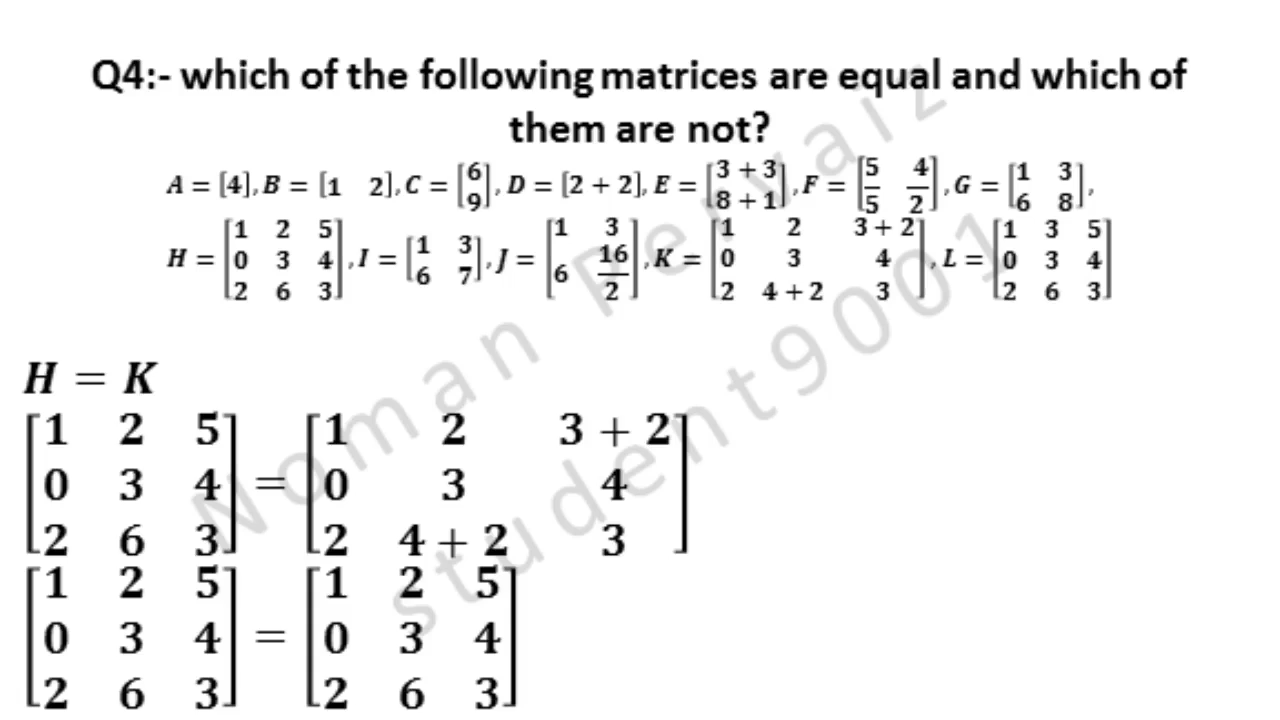 Q4:- which of the following matrices are equal and which of
them are not?
A = [4], B = [1 2], C = [6; 9], D = [2 + 2], E = [3 + 3; 8 + 1], F = [5/5 4/2], G = [1 3; 6 8],
H = [1 2 5; 0 3 4; 2 6 3], I = [1 3; 6 7], J = [1 3; 6 16/2], K = [1 2 3 + 2; 0 3 4; 2 4 + 2 3], L = [1 3 5; 0 3 4; 2 6 3]
H = K
[1 2 5; 0 3 4; 2 6 3] = [1 2 3 + 2; 0 3 4; 2 4 + 2 3]
[1 2 5; 0 3 4; 2 6 3] = [1 2 5; 0 3 4; 2 6 3]
Noman Pervaiz
student9001